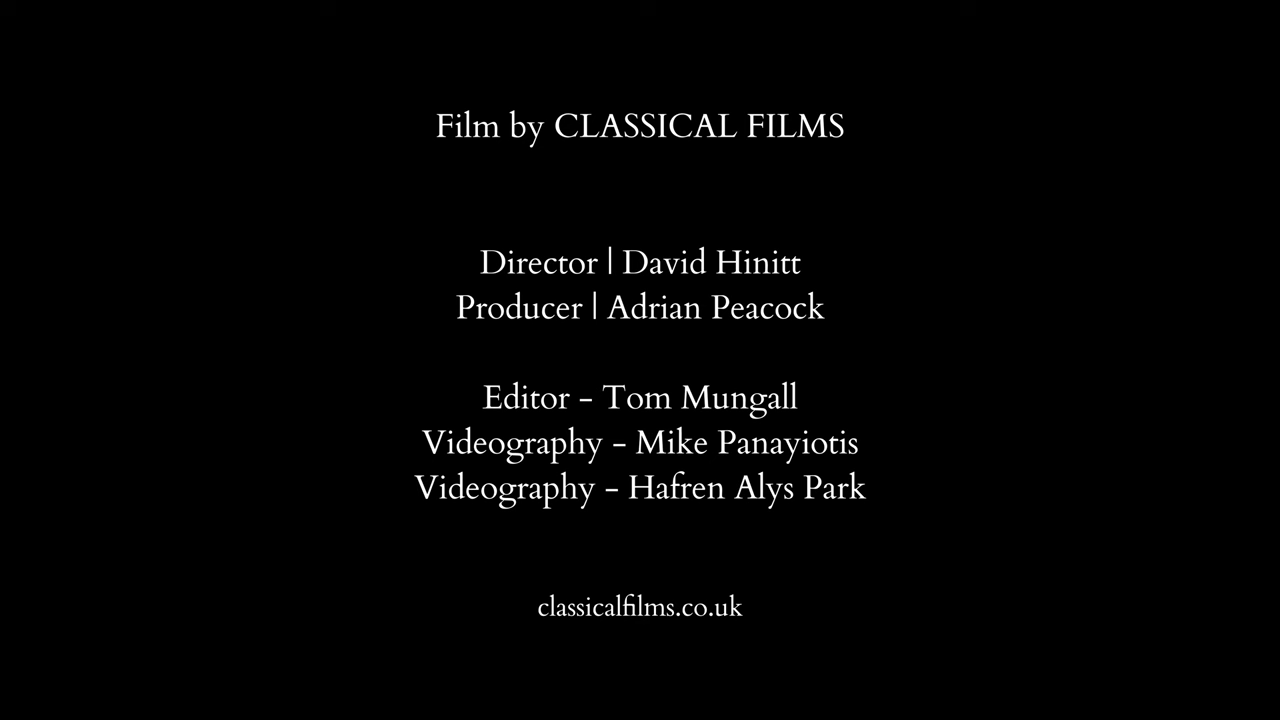 Film by CLASSICAL FILMS
Director | David Hinitt
Producer | Adrian Peacock
Editor - Tom Mungall
Videography - Mike Panayiotis
Videography - Hafren Alys Park
classicalfilms.co.uk